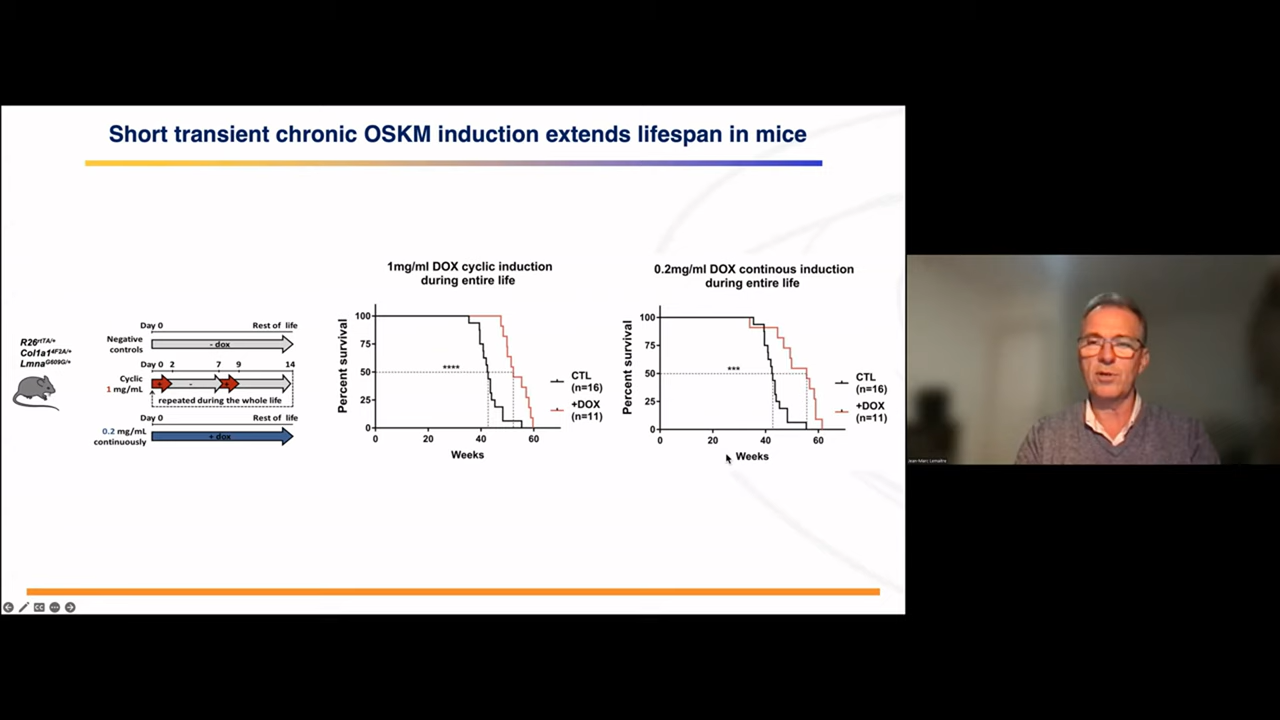 Short transient chronic OSKM induction extends lifespan in mice
R26rtTA/+
Col1a14F2A/+
LmnaG609G/+
Day 0 Rest of life
Negative
controls
- dox
Day 0 2 7 9 14
Cyclic
1 mg/mL
+ - +
repeated during the whole life
Day 0 Rest of life
0.2 mg/mL
continuously
+ dox
1mg/ml DOX cyclic induction
during entire life
Percent survival
100
75
50
25
0
0 20 40 60
Weeks
****
CTL
(n=16)
+DOX
(n=11)
0.2mg/ml DOX continous induction
during entire life
Percent survival
100
75
50
25
0
0 20 40 60
Weeks
***
CTL
(n=16)
+DOX
(n=11)
Jean-Marc Lemaitre